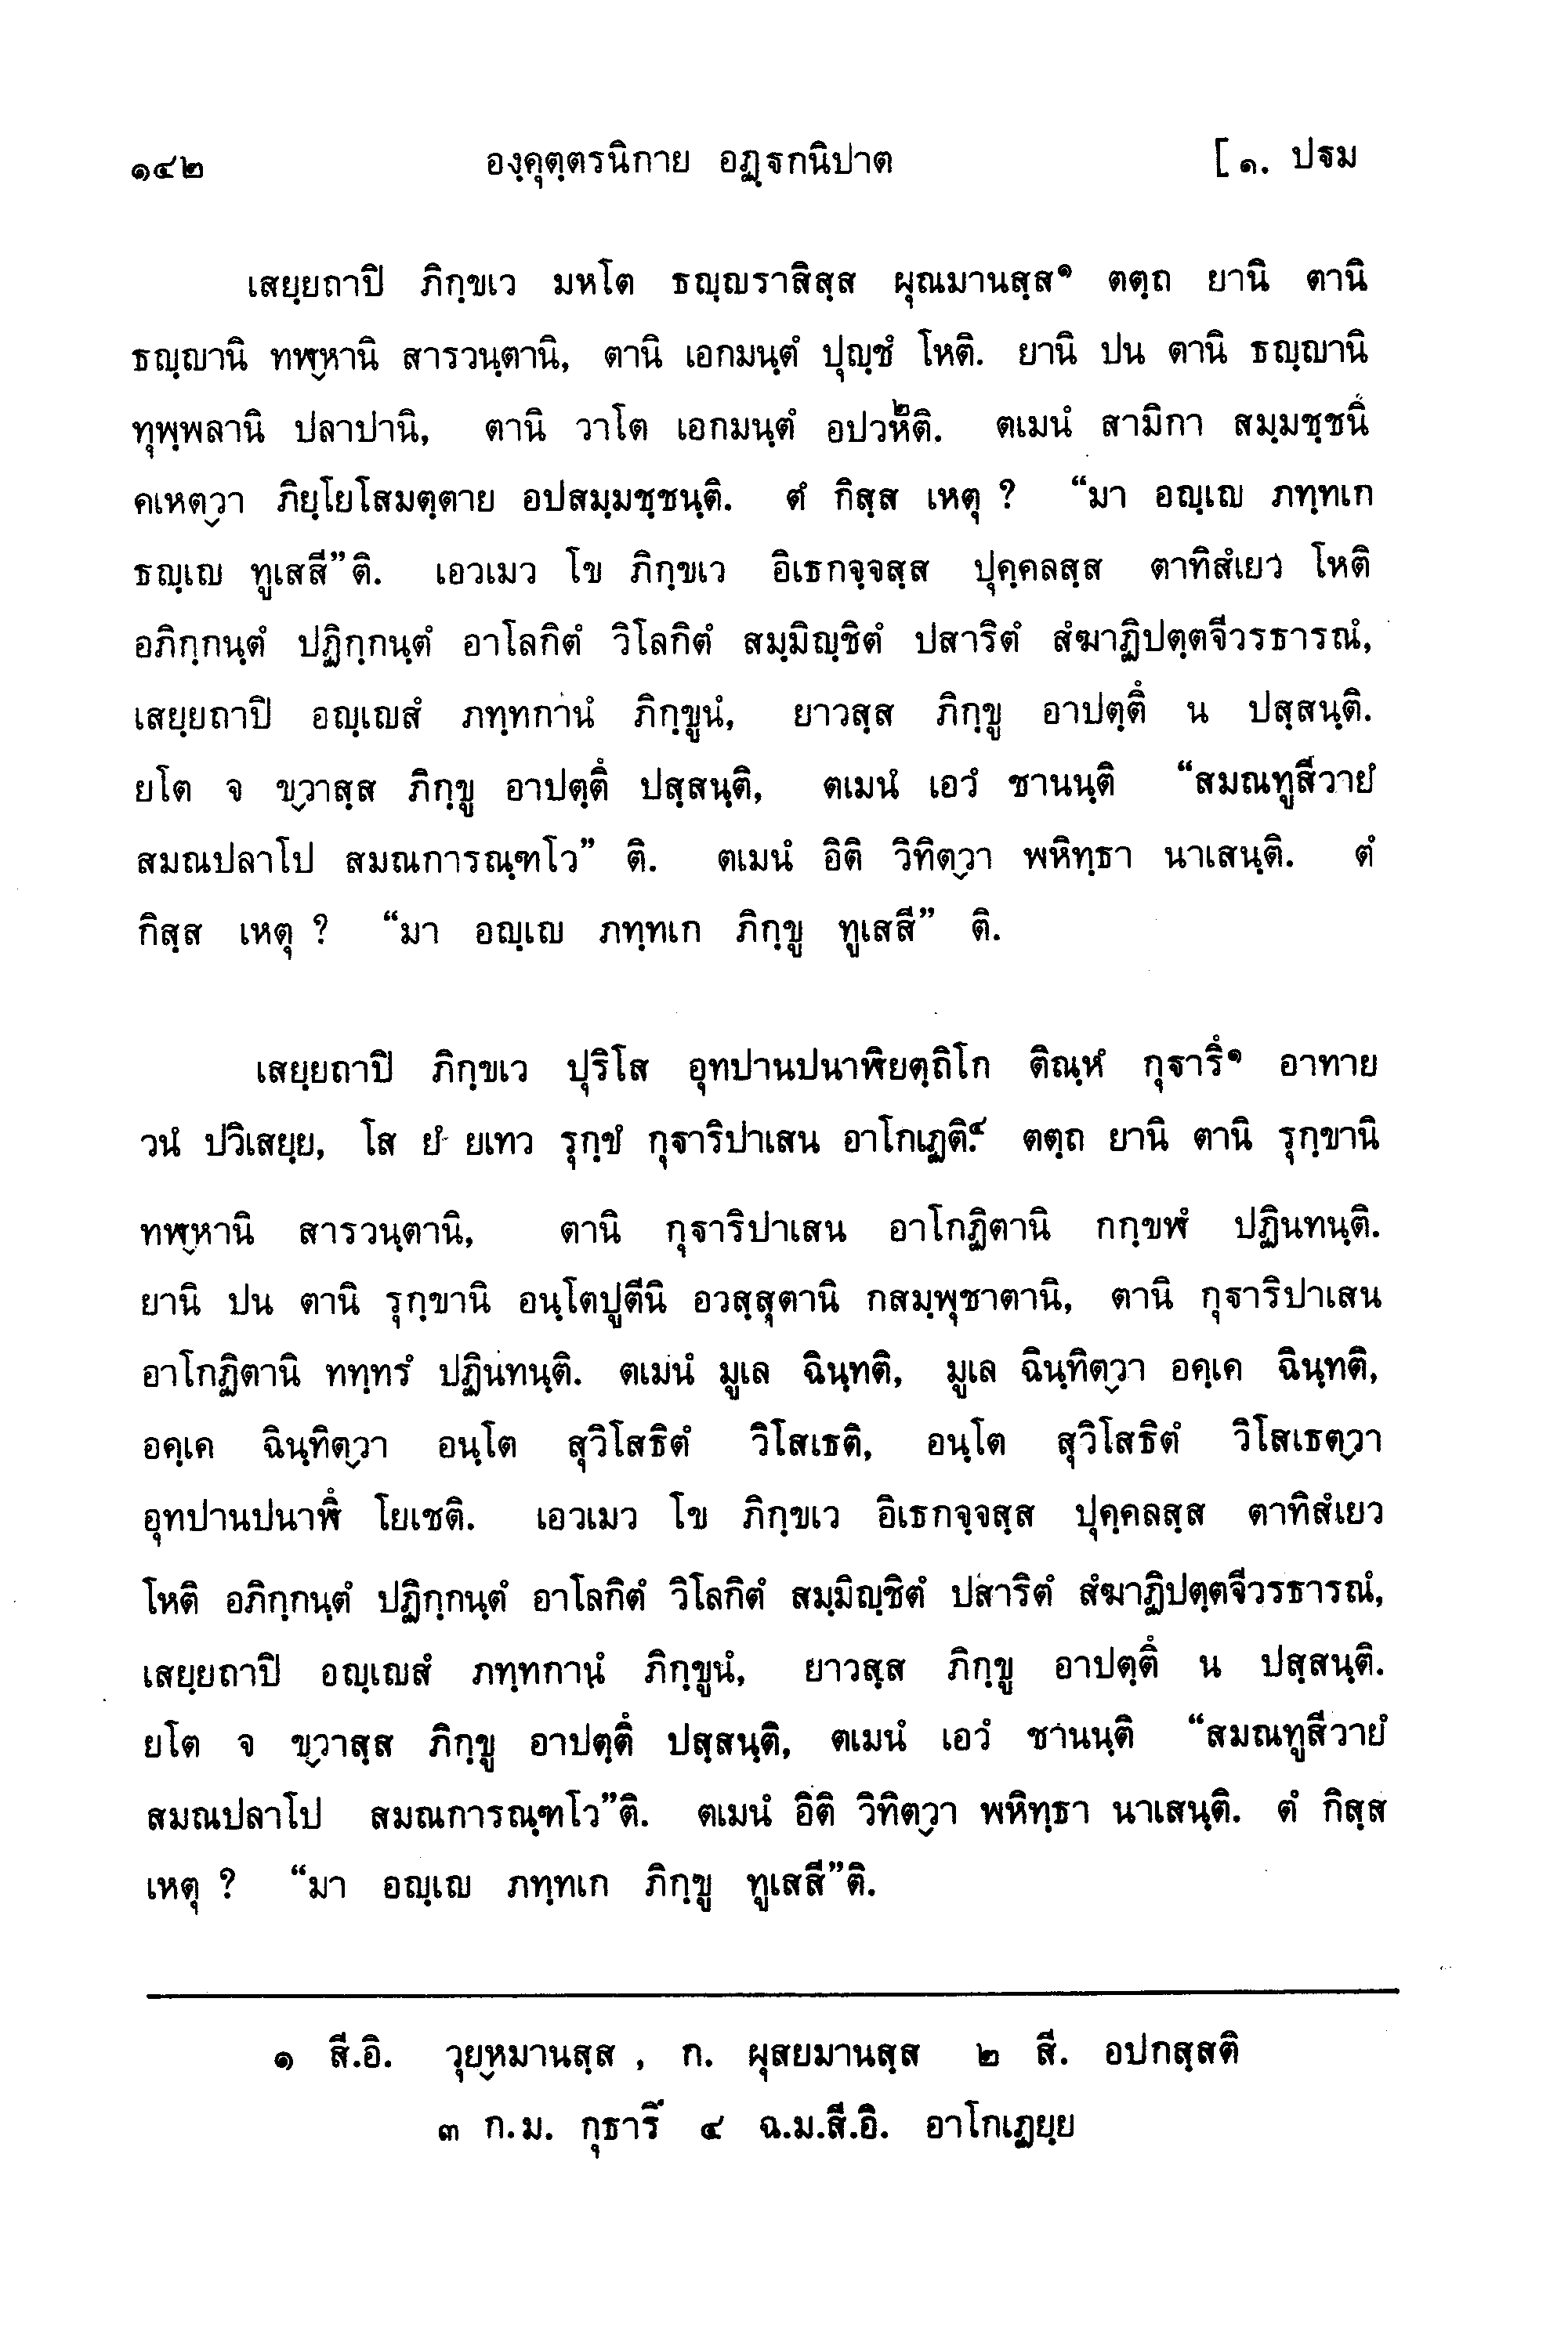 ๑๔๒ องฺคุตฺตรนิกาย อฏฺฐกนิปาต [ ๑. ปฐม
เสยฺยถาปิ ภิกฺขเว มหโต ธญฺญราสิสฺส ผุณมานสฺส๑ ตตฺถ ยานิ ตานิ
ธญฺญานิ ทฬฺหานิ สารวนฺตานิ, ตานิ เอกมนฺตํ ปุญฺชํ โหติ. ยานิ ปน ตานิ ธญฺญานิ
ทุพฺพลานิ ปลาปานิ, ตานิ วาโต เอกมนฺตํ อปวหติ๒. ตเมนํ สามิกา สมฺมชฺชนึ
คเหตฺวา ภิยฺโยโสมตฺตาย อปสมฺมชฺชนฺติ. ตํ กิสฺส เหตุ ? “มา อญฺเญ ภทฺทเก
ธญฺเญ ทูเสสี”ติ. เอวเมว โข ภิกฺขเว อิเธกจฺจสฺส ปุคฺคลสฺส ตาทิสํเยว โหติ
อภิกฺกนฺตํ ปฏิกฺกนฺตํ อาโลกิตํ วิโลกิตํ สมฺมิญฺชิตํ ปสาริตํ สํฆาฏิปตฺตจีวรธารณํ,
เสยฺยถาปิ อญฺเญสํ ภทฺทกานํ ภิกฺขูนํ, ยาวสฺส ภิกฺขู อาปตฺตึ น ปสฺสนฺติ.
ยโต จ ขฺวาสฺส ภิกฺขู อาปตฺตึ ปสฺสนฺติ, ตเมนํ เอวํ ชานนฺติ “สมณทูสีวายํ
สมณปลาโป สมณการณฺฑโว” ติ. ตเมนํ อิติ วิทิตฺวา พหิทฺธา นาเสนฺติ. ตํ
กิสฺส เหตุ ? “มา อญฺเญ ภทฺทเก ภิกฺขู ทูเสสี” ติ.
เสยฺยถาปิ ภิกฺขเว ปุริโส อุทปานปนาฬิยตฺถิโก ติณฺหํ กุฐารึ๑ อาทาย
วนํ ปวิเสยฺย, โส ยํ ยเทว รุกฺขํ กุฐาริปาเสน อาโกเฏติ๔. ตตฺถ ยานิ ตานิ รุกฺขานิ
ทฬฺหานิ สารวนฺตานิ, ตานิ กุฐาริปาเสน อาโกฏิตานิ กกฺขฬํ ปฏินทนฺติ.
ยานิ ปน ตานิ รุกฺขานิ อนฺโตปูตีนิ อวสฺสุตานิ กสมฺพุชาตานิ, ตานิ กุฐาริปาเสน
อาโกฏิตานิ ททฺทรํ ปฏินทนฺติ. ตเมนํ มูเล ฉินฺทติ, มูเล ฉินฺทิตฺวา อคฺเค ฉินฺทติ,
อคฺเค ฉินฺทิตฺวา อนฺโต สุวิโสธิตํ วิโสเธติ, อนฺโต สุวิโสธิตํ วิโสเธตฺวา
อุทปานปนาฬึ โยเชติ. เอวเมว โข ภิกฺขเว อิเธกจฺจสฺส ปุคฺคลสฺส ตาทิสํเยว
โหติ อภิกฺกนฺตํ ปฏิกฺกนฺตํ อาโลกิตํ วิโลกิตํ สมฺมิญฺชิตํ ปสาริตํ สํฆาฏิปตฺตจีวรธารณํ,
เสยฺยถาปิ อญฺเญสํ ภทฺทกานํ ภิกฺขูนํ, ยาวสฺส ภิกฺขู อาปตฺตึ น ปสฺสนฺติ.
ยโต จ ขฺวาสฺส ภิกฺขู อาปตฺตึ ปสฺสนฺติ, ตเมนํ เอวํ ชานนฺติ “สมณทูสีวายํ
สมณปลาโป สมณการณฺฑโว”ติ. ตเมนํ อิติ วิทิตฺวา พหิทฺธา นาเสนฺติ. ตํ กิสฺส
เหตุ ? “มา อญฺเญ ภทฺทเก ภิกฺขู ทูเสสี”ติ.
๑ สี.อิ. วุยฺหมานสฺส , ก. ผุสยมานสฺส ๒ สี. อปกสฺสติ
๓ ก.ม. กุธารึ ๔ ฉ.ม.สี.อิ. อาโกเฏยฺย